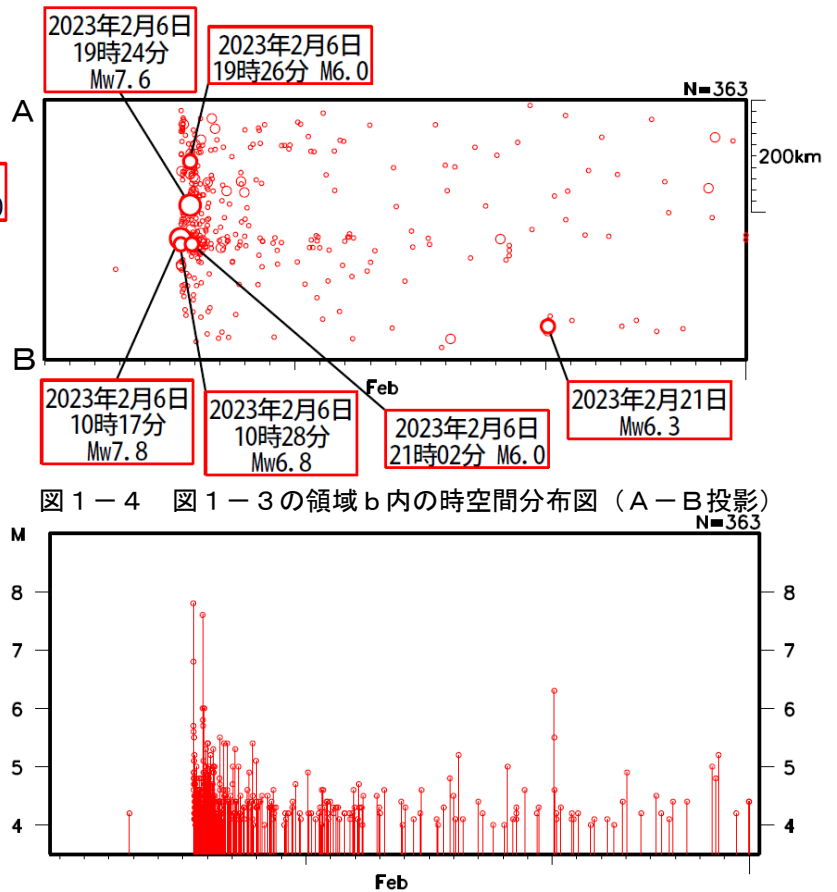 2023年2月6日
19時24分
Mw7.6
2023年2月6日
19時26分 M6.0
N=363
A
200km
B
Feb
2023年2月6日
10時17分
Mw7.8
2023年2月6日
10時28分
Mw6.8
2023年2月6日
21時02分 M6.0
2023年2月21日
Mw6.3
図1-4 図1-3の領域b内の時空間分布図(A-B投影)
N=363
M
8
7
6
5
4
8
7
6
5
4
Feb